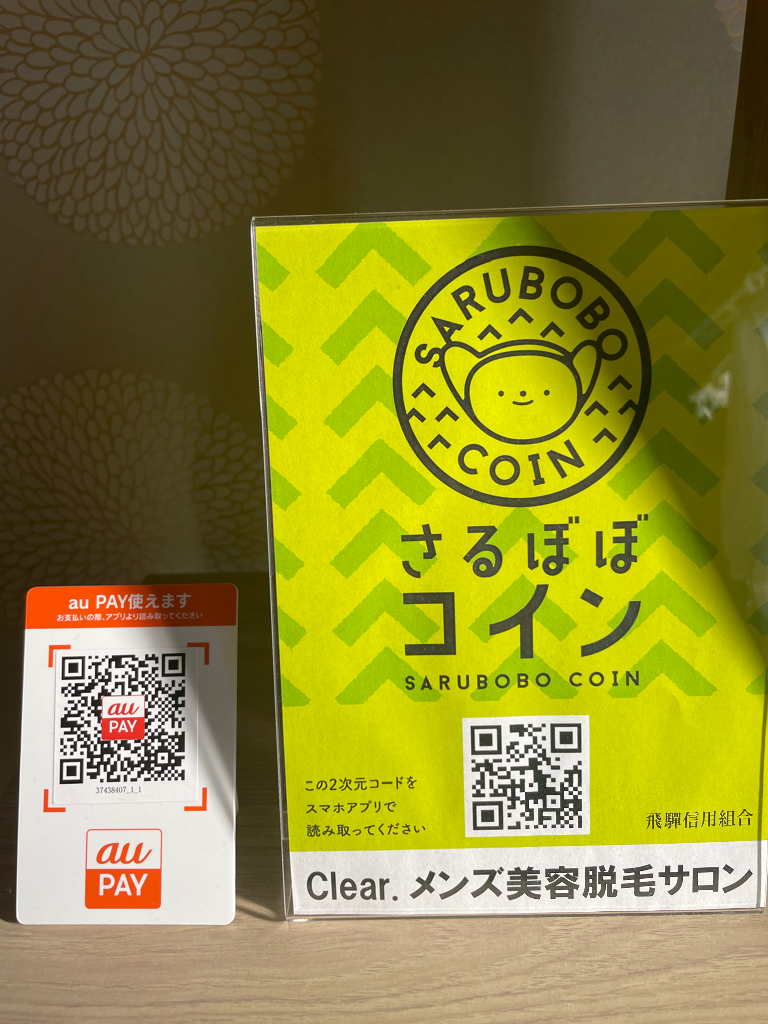 au PAY使えます
お支払いの際、アプリより読み取ってください
au
PAY
37438407_1_1
au
PAY
SARUBOBO
COIN
さるぼぼ
コイン
SARUBOBO COIN
この2次元コードを
スマホアプリで
読み取ってください
飛驒信用組合
Clear. メンズ美容脱毛サロン